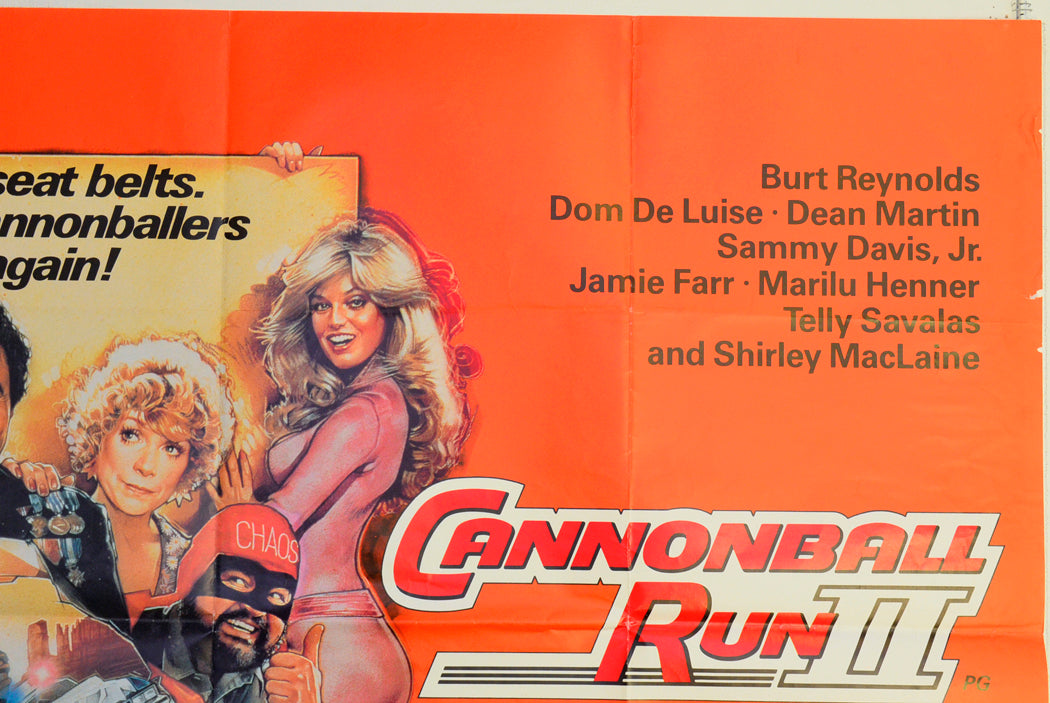 seat belts.
nnonballers
again!
Burt Reynolds
Dom De Luise · Dean Martin
Sammy Davis, Jr.
Jamie Farr · Marilu Henner
Telly Savalas
and Shirley MacLaine
CHAOS
CANNONBALL
RUN II
PG